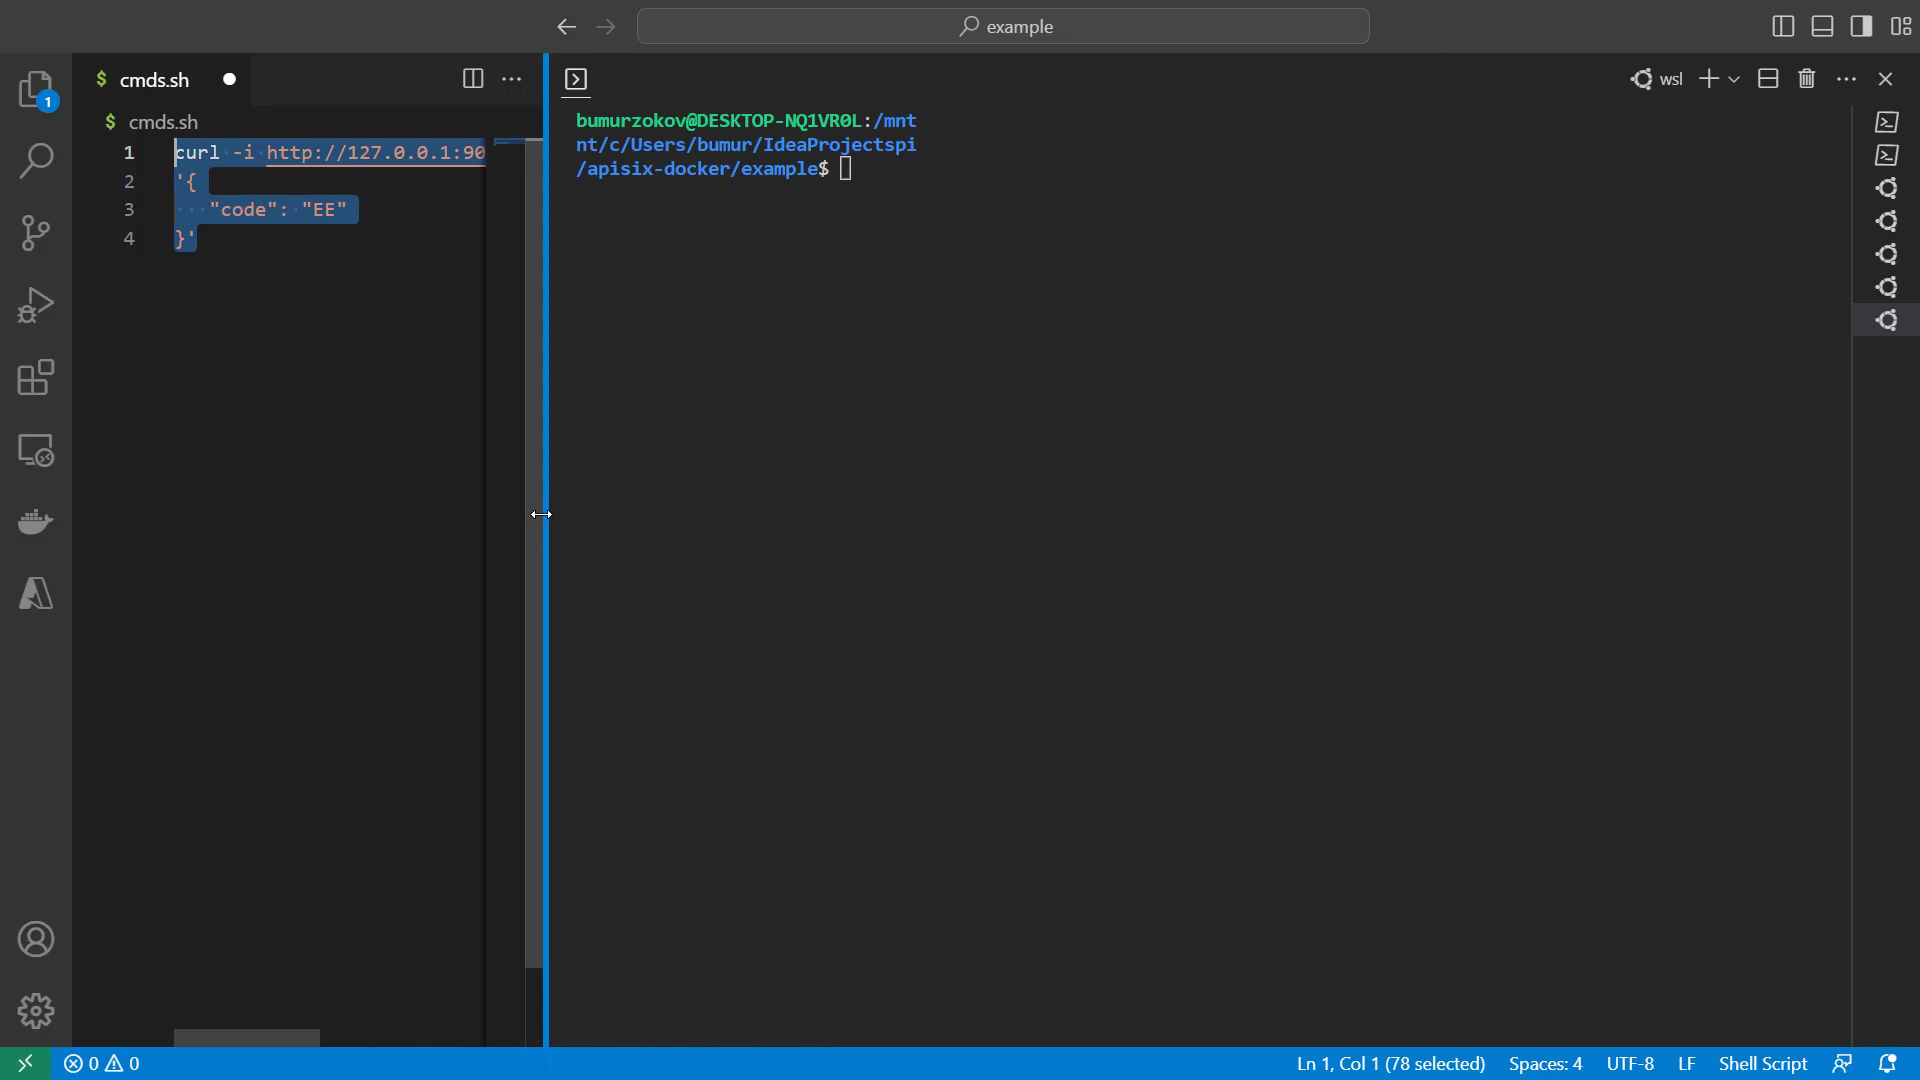 example
$ cmds.sh
wsl
$ cmds.sh
1 curl -i http://127.0.0.1:90
2 '{
3 "code": "EE"
4 }'
bumurzokov@DESKTOP-NQ1VR0L:/mnt
nt/c/Users/bumur/IdeaProjectspi
/apisix-docker/example$
1
0 0
Ln 1, Col 1 (78 selected)
Spaces: 4
UTF-8
LF
Shell Script